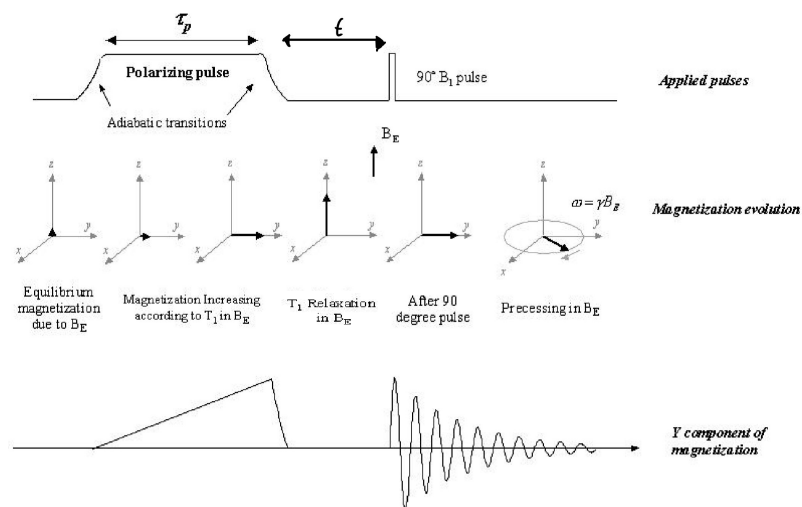 τp
t
Polarizing pulse
90° B1 pulse
Applied pulses
Adiabatic transitions
BE
z
z
z
z
z
z
y
y
y
y
y
y
x
x
x
x
x
x
ω = γBE
Magnetization evolution
Equilibrium
magnetization
due to BE
Magnetization Increasing
according to T1 in BE
T1 Relaxation
in BE
After 90
degree pulse
Precessing in BE
Y component of
magnetization